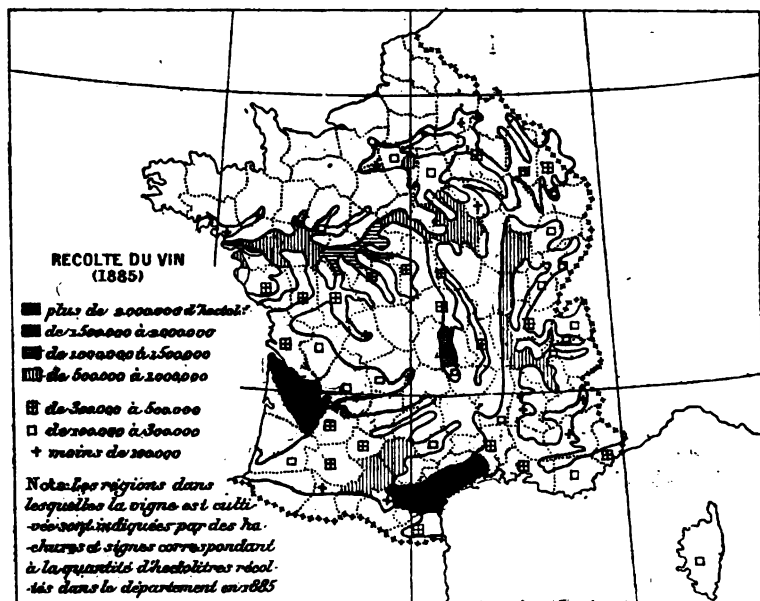 RECOLTE DU VIN
(1885)
plus de 2.000.000 d'hectol.
de 1.500.000 à 2.000.000
de 1.000.000 à 1.500.000
de 500.000 à 1.000.000
de 300.000 à 500.000
de 100.000 à 300.000
moins de 100.000
Note: Les régions dans
lesquelles la vigne est culti-
-vée sont indiquées par des ha-
-chures et signes correspondant
à la quantité d'hectolitres récol-
-tés dans le département en 1885